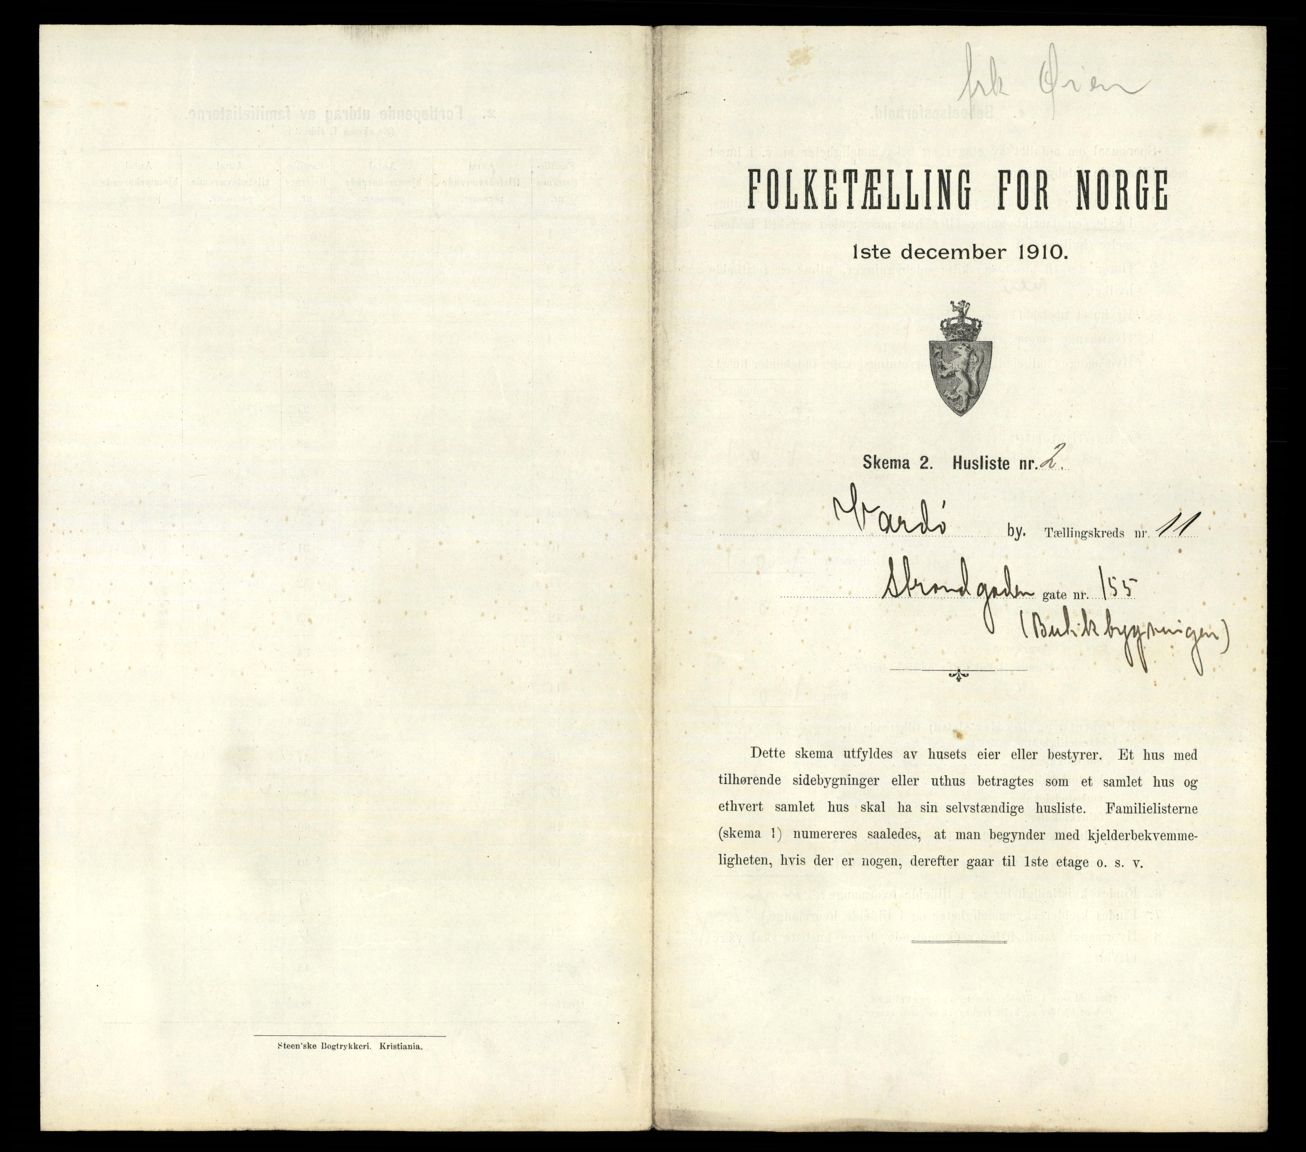 Steen'ske Bogtrykkeri. Kristiania.
Øien
FOLKETÆLLING FOR NORGE
1ste december 1910.
Skema 2. Husliste nr. 2.
Vardø by. Tællingskreds nr. 11
Strandgaden gate nr. 155
(Butikbygningen)
Dette skema utfyldes av husets eier eller bestyrer. Et hus med
tilhørende sidebygninger eller uthus betragtes som et samlet hus og
ethvert samlet hus skal ha sin selvstændige husliste. Familielisterne
(skema 1) numereres saaledes, at man begynder med kjelderbekvemme-
ligheten, hvis der er nogen, derefter gaar til 1ste etage o. s. v.